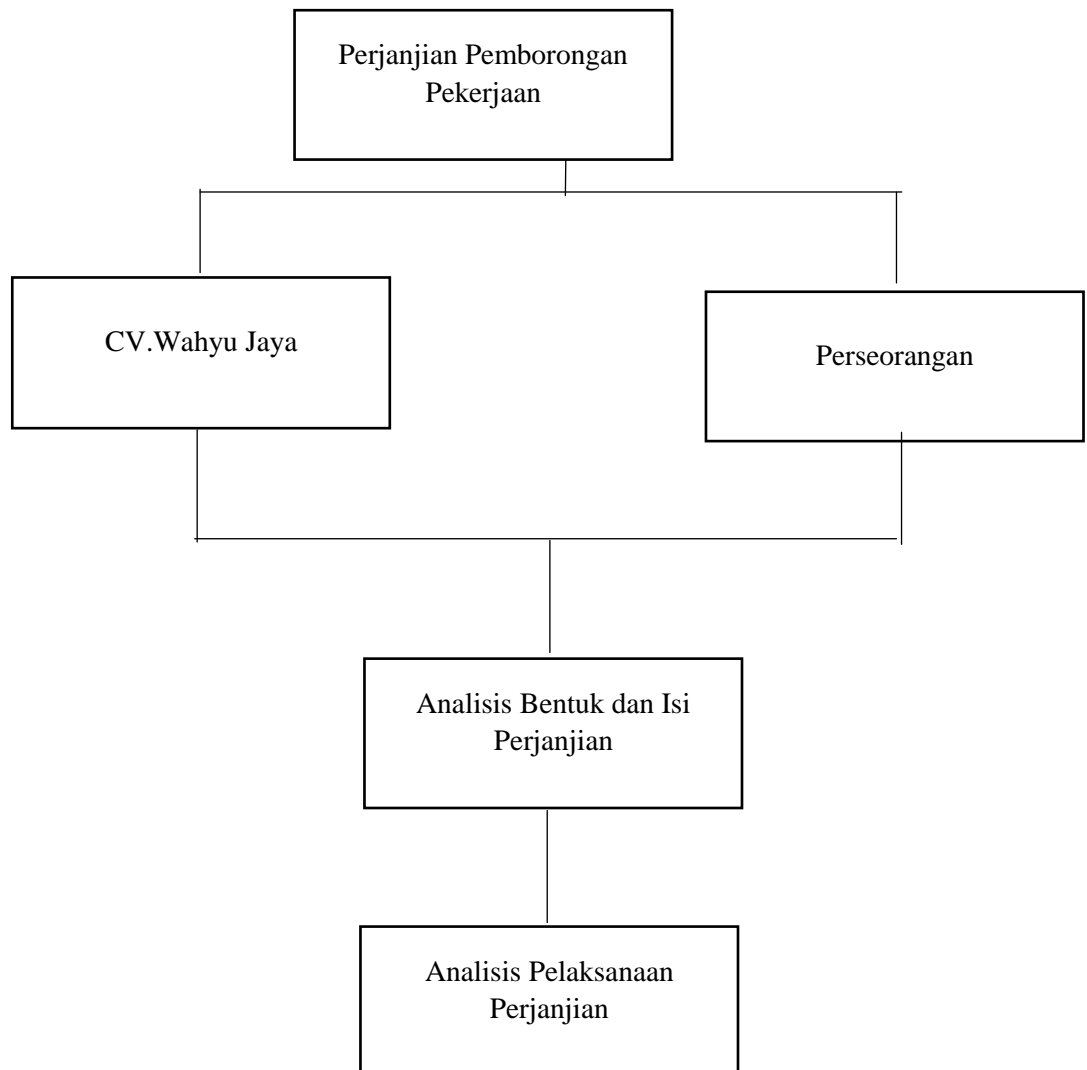 Perjanjian Pemborongan
Pekerjaan
CV.Wahyu Jaya
Perseorangan
Analisis Bentuk dan Isi
Perjanjian
Analisis Pelaksanaan
Perjanjian